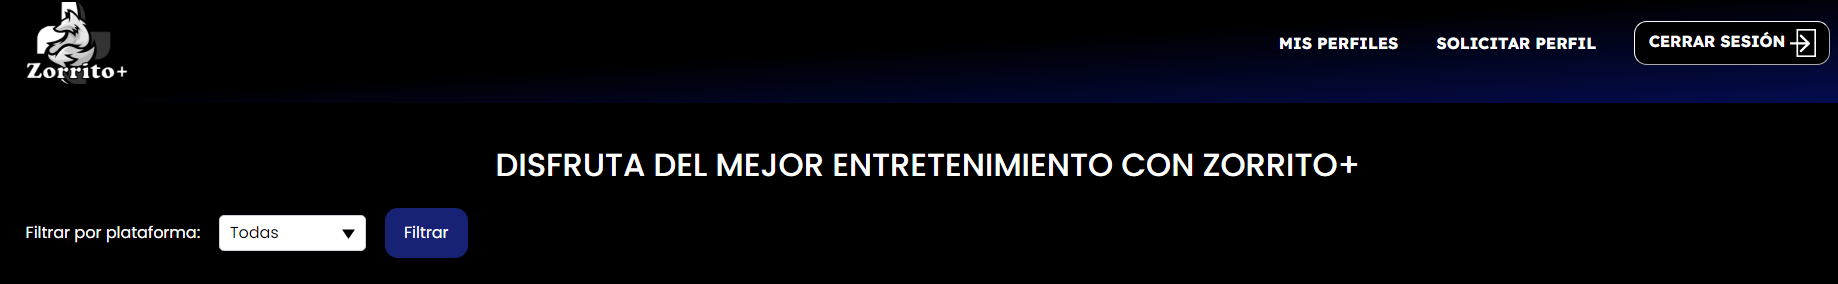 Zorrito+
MIS PERFILES SOLICITAR PERFIL CERRAR SESIÓN
DISFRUTA DEL MEJOR ENTRETENIMIENTO CON ZORRITO+
Filtrar por plataforma: Todas Filtrar